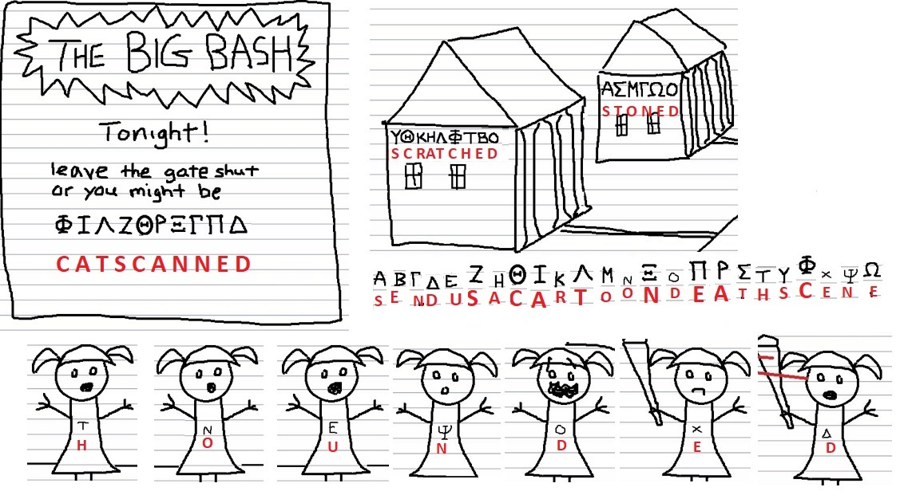 THE BIG BASH
Tonight!
leave the gate shut
or you might be
ΦΙΛΖΘΡΞΓΠΔ
CATSCANNED
ΑΣΜΓΩΟ
STONED
ΥΘΚΗΛΦΤΒΟ
SCRATCHED
Α Β Γ Δ Ε Ζ Η Θ Ι Κ Λ Μ Ν Ξ Ο Π Ρ Σ Τ Υ Φ Χ Ψ Ω
S E N D U S A C A R T O O N D E A T H S C E N E
Τ Ν Ε Ψ Ο Χ Δ
H O U N D E D